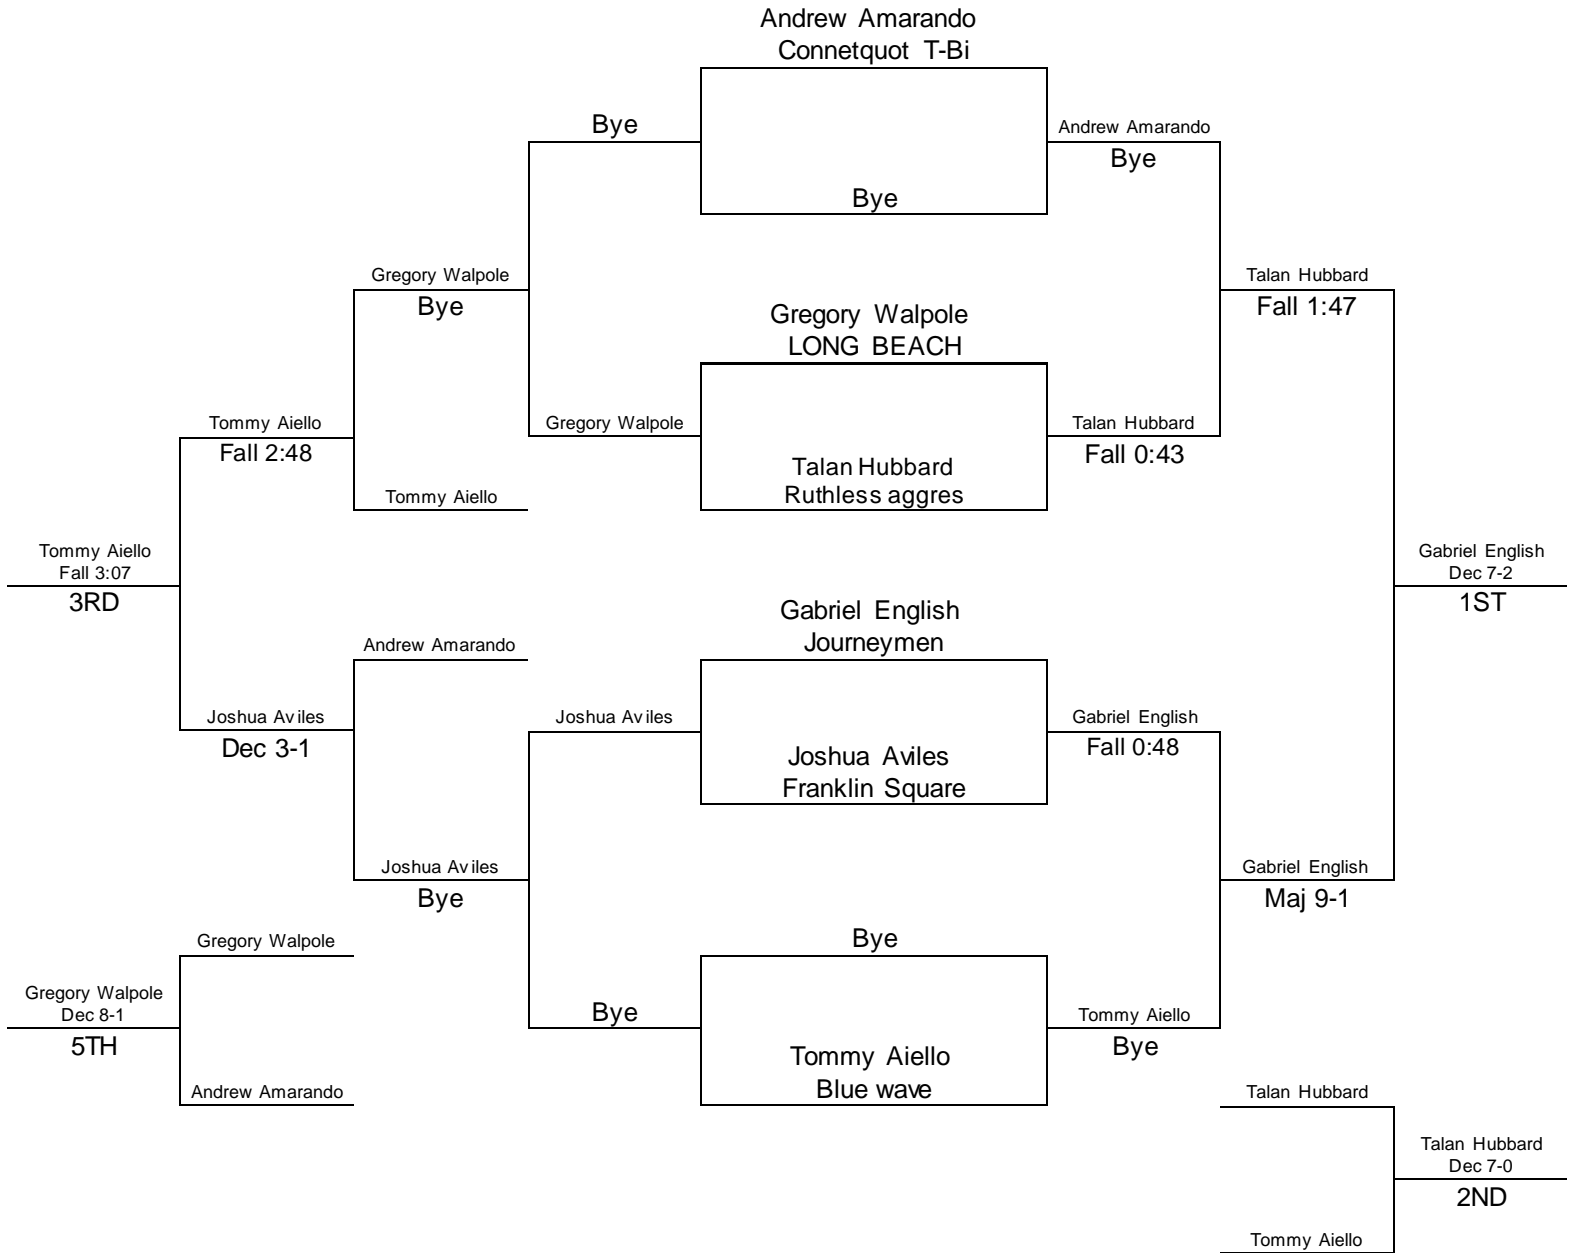 Andrew Amarando
Connetquot T-Bi
Bye
Andrew Amarando
Bye
Bye
Gregory Walpole
Bye
Talan Hubbard
Fall 1:47
Gregory Walpole
LONG BEACH
Tommy Aiello
Fall 2:48
Gregory Walpole
Talan Hubbard
Fall 0:43
Talan Hubbard
Ruthless aggres
Tommy Aiello
Tommy Aiello
Fall 3:07
3RD
Gabriel English
Dec 7-2
1ST
Gabriel English
Journeymen
Andrew Amarando
Joshua Aviles
Dec 3-1
Joshua Aviles
Gabriel English
Fall 0:48
Joshua Aviles
Franklin Square
Joshua Aviles
Bye
Gabriel English
Maj 9-1
Gregory Walpole
Bye
Gregory Walpole
Dec 8-1
5TH
Bye
Tommy Aiello
Bye
Tommy Aiello
Blue wave
Andrew Amarando
Talan Hubbard
Talan Hubbard
Dec 7-0
2ND
Tommy Aiello